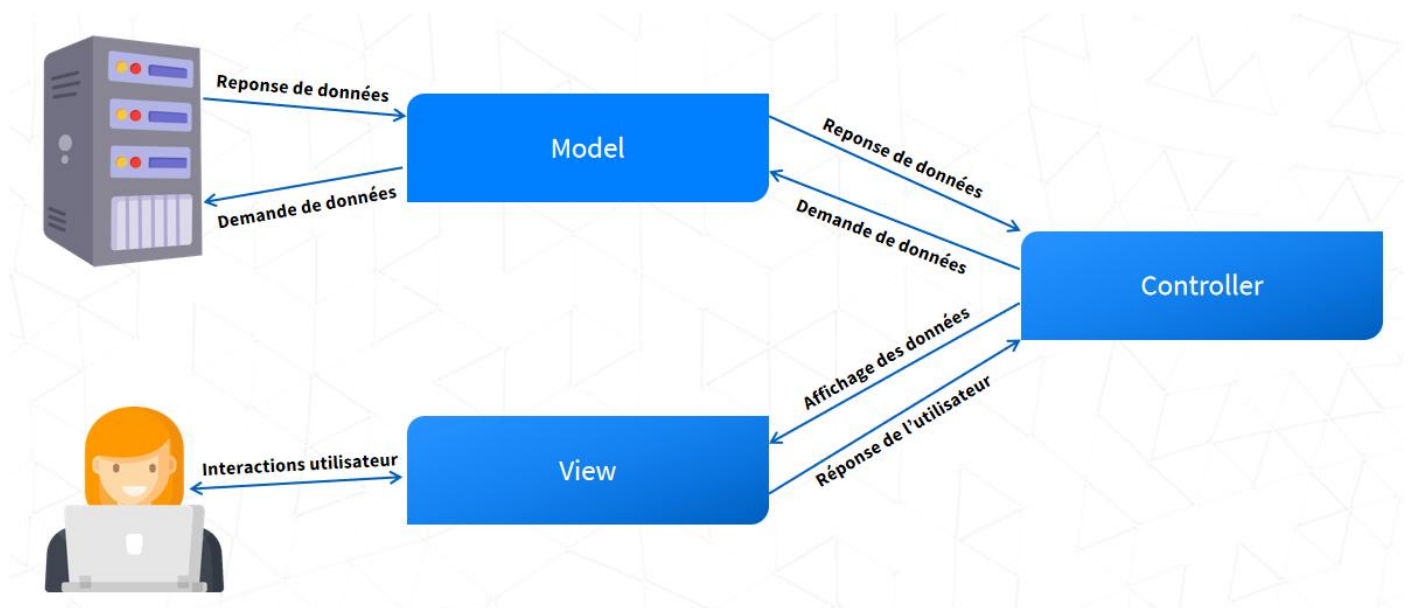 Reponse de données
Model
Demande de données
Reponse de données
Demande de données
Controller
Affichage des données
Réponse de l'utilisateur
Interactions utilisateur
View